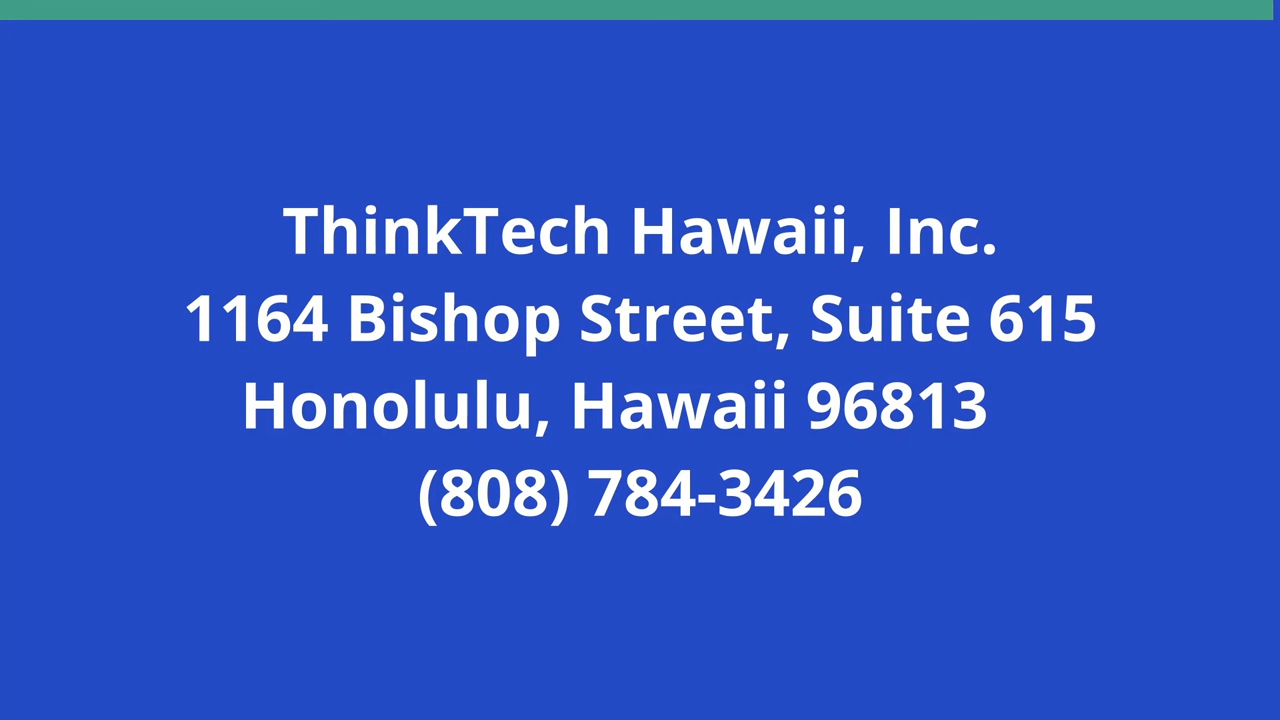 ThinkTech Hawaii, Inc.
1164 Bishop Street, Suite 615
Honolulu, Hawaii 96813
(808) 784-3426